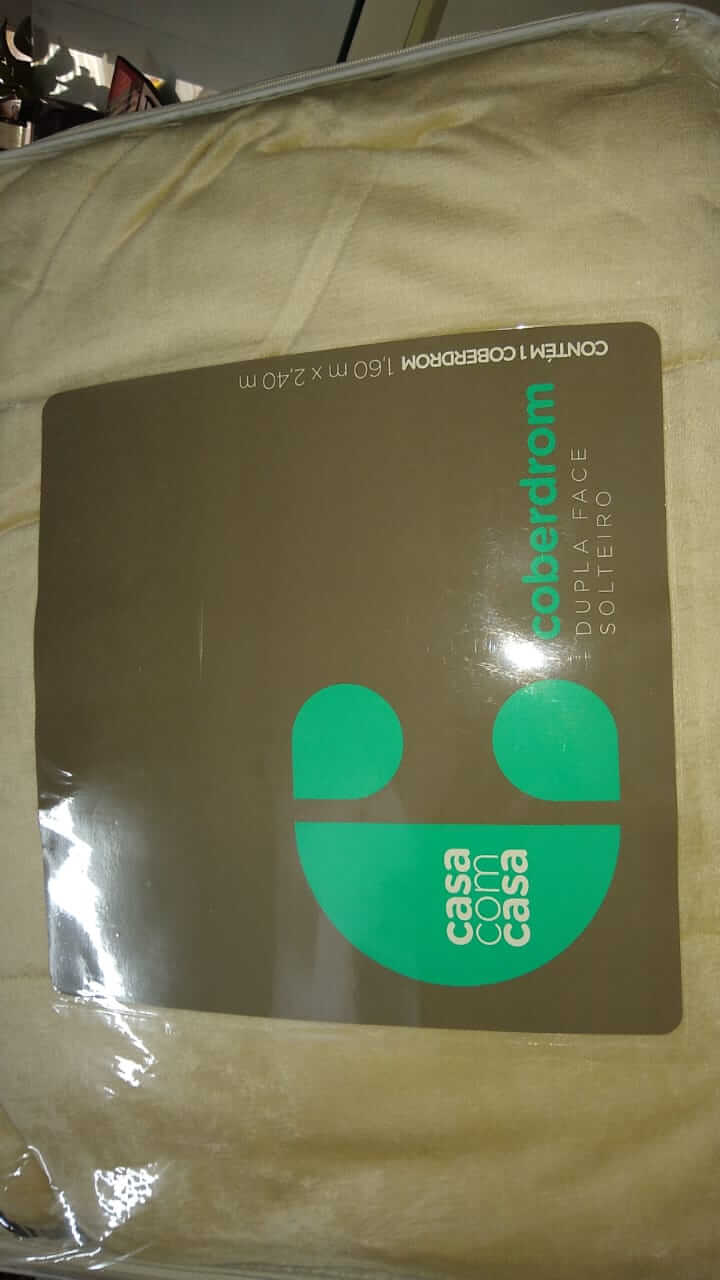 casa
com
casa
coberdrom
DUPLA FACE
SOLTEIRO
CONTÉM 1 COBERDROM 1,60 m x 2,40 m